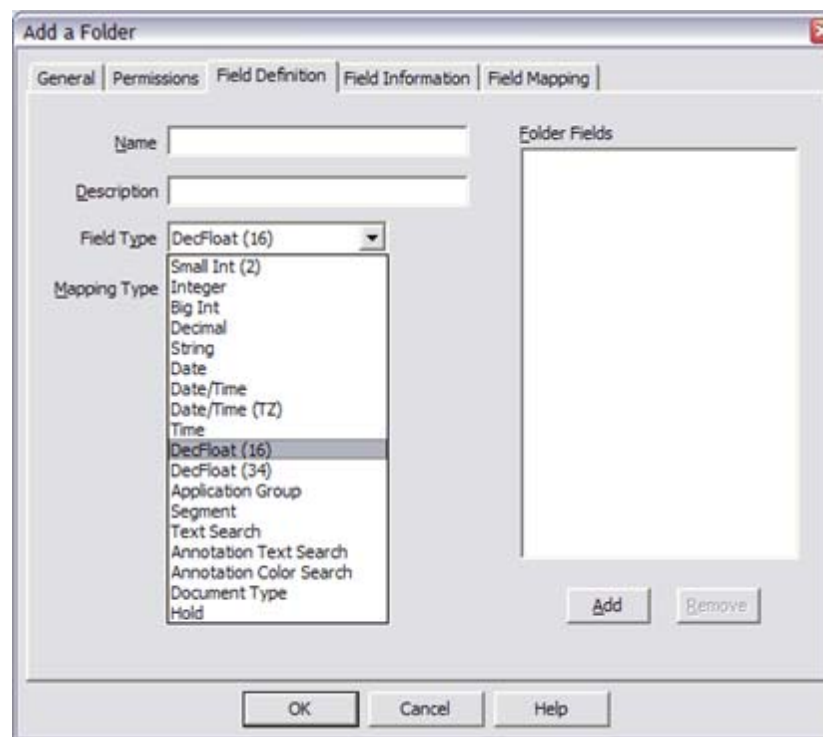 Add a Folder
General
Permissions
Field Definition
Field Information
Field Mapping
Name
Description
Field Type
DecFloat (16)
Mapping Type
Small Int (2)
Integer
Big Int
Decimal
String
Date
Date/Time
Date/Time (TZ)
Time
DecFloat (16)
DecFloat (34)
Application Group
Segment
Text Search
Annotation Text Search
Annotation Color Search
Document Type
Hold
Folder Fields
Add
Remove
OK
Cancel
Help